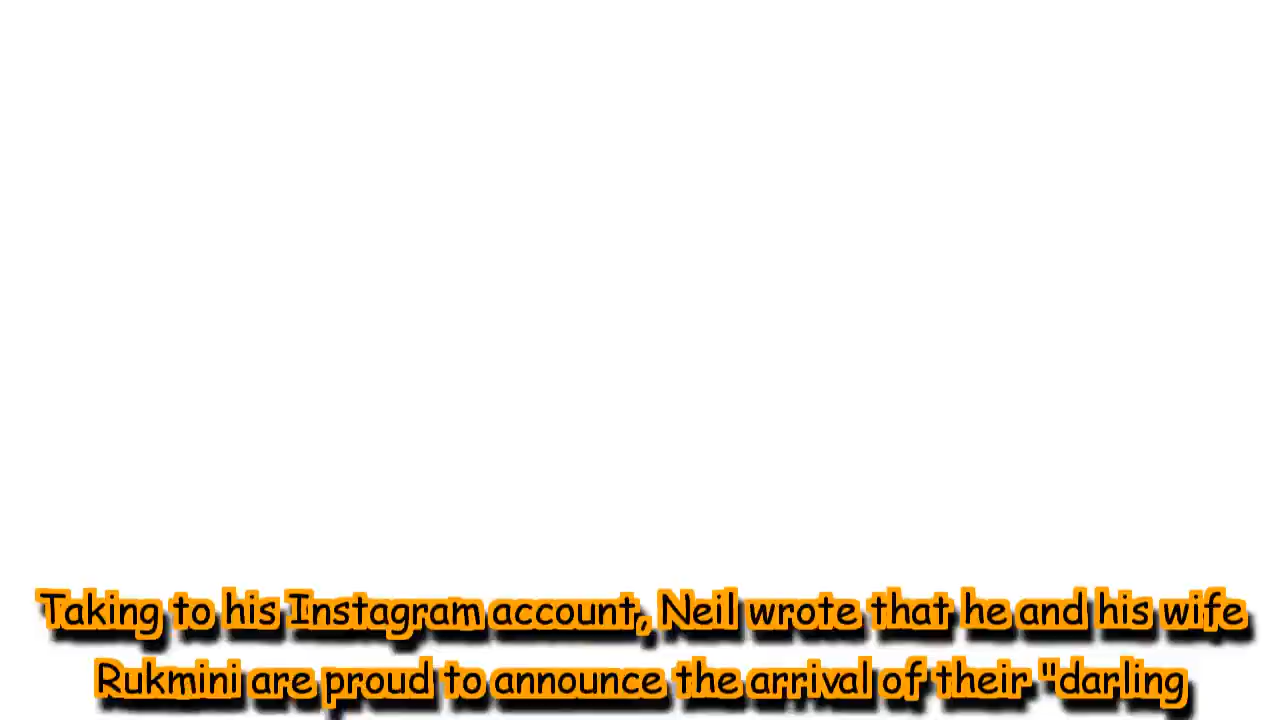 Taking to his Instagram account, Neil wrote that he and his wife
Rukmini are proud to announce the arrival of their "darling